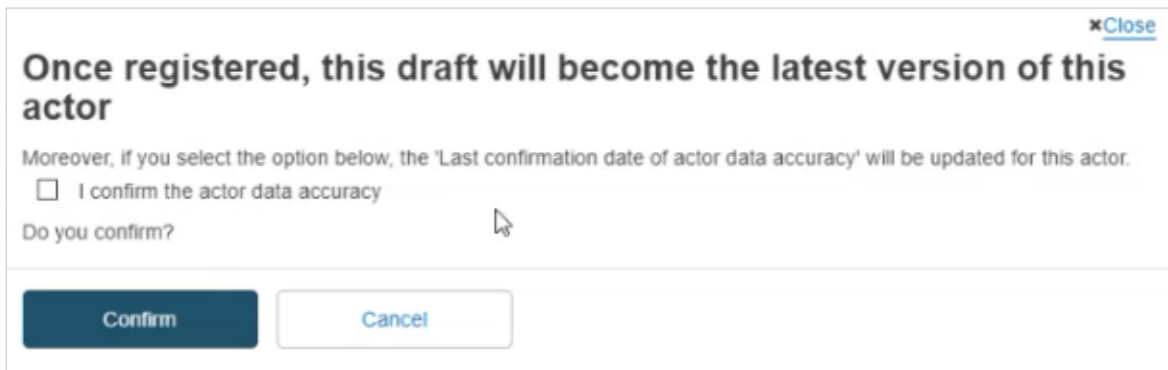 ×Close
Once registered, this draft will become the latest version of this
actor
Moreover, if you select the option below, the 'Last confirmation date of actor data accuracy' will be updated for this actor.
I confirm the actor data accuracy
Do you confirm?
Confirm
Cancel